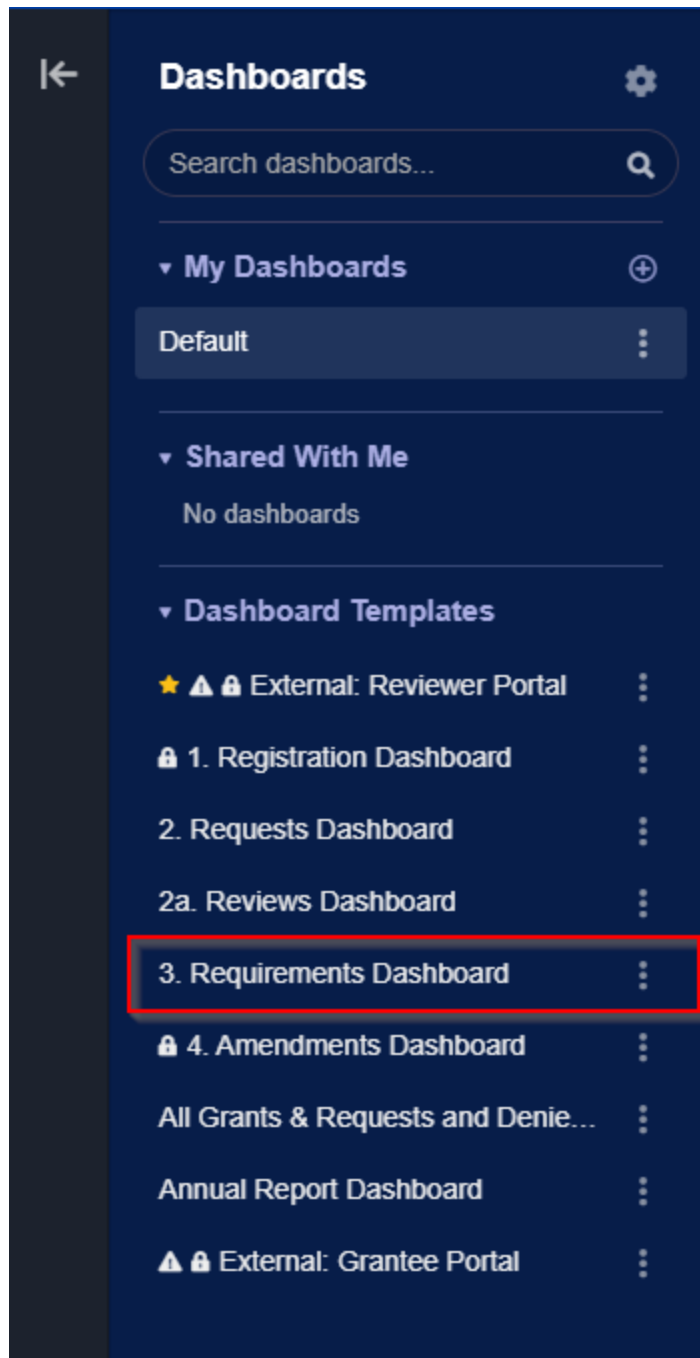 Dashboards
Search dashboards...
My Dashboards
Default
Shared With Me
No dashboards
Dashboard Templates
External: Reviewer Portal
1. Registration Dashboard
2. Requests Dashboard
2a. Reviews Dashboard
3. Requirements Dashboard
4. Amendments Dashboard
All Grants & Requests and Denie...
Annual Report Dashboard
External: Grantee Portal